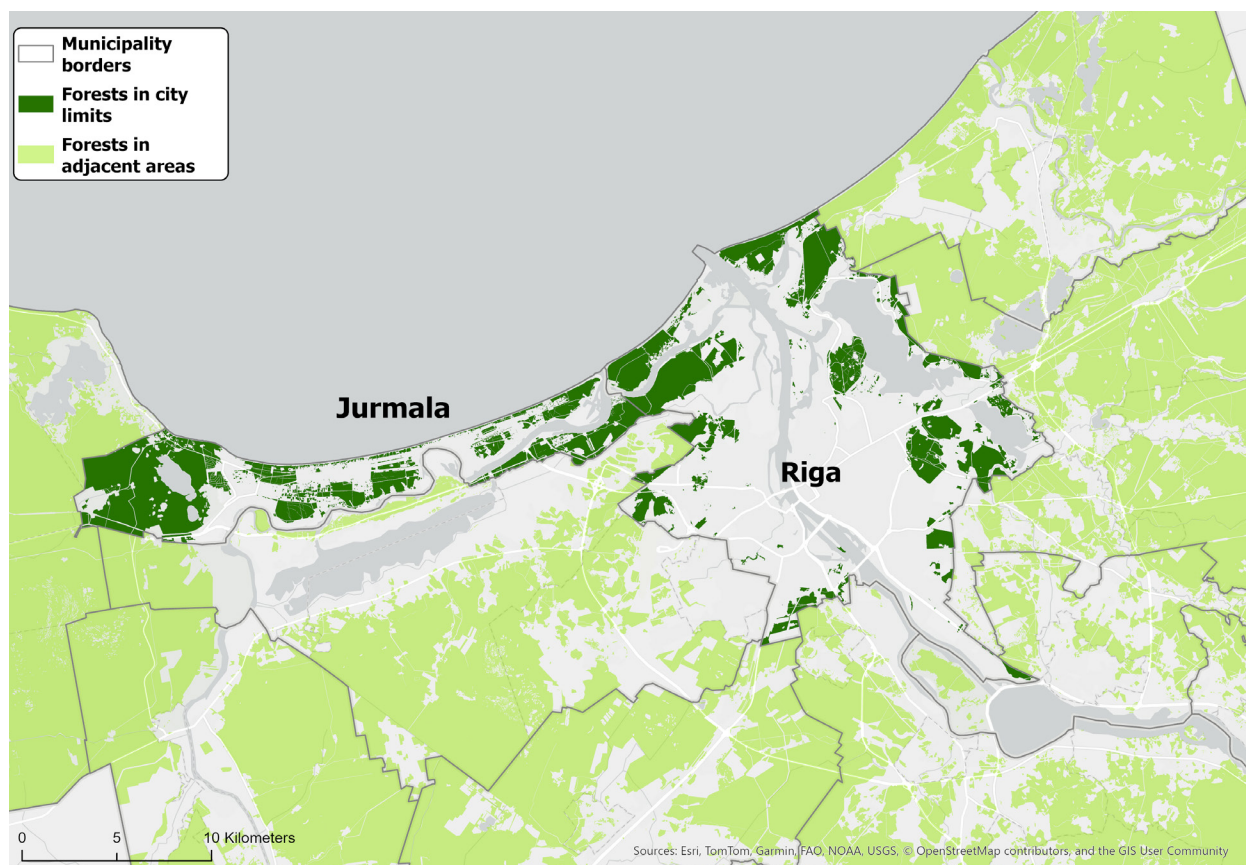 Municipality
borders
Forests in city
limits
Forests in
adjacent areas
Jurmala
Riga
0 5 10 Kilometers
Sources: Esri, TomTom, Garmin, FAO, NOAA, USGS, © OpenStreetMap contributors, and the GIS User Community